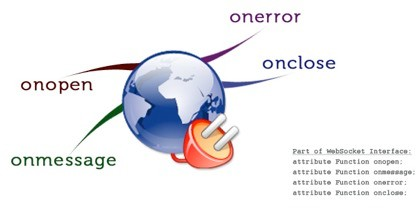 onerror
onclose
onopen
onmessage
Part of WebSocket Interface;
attribute Function onopen;
attribute Function onmessage;
attribute Function onerror;
attribute Function onclose;